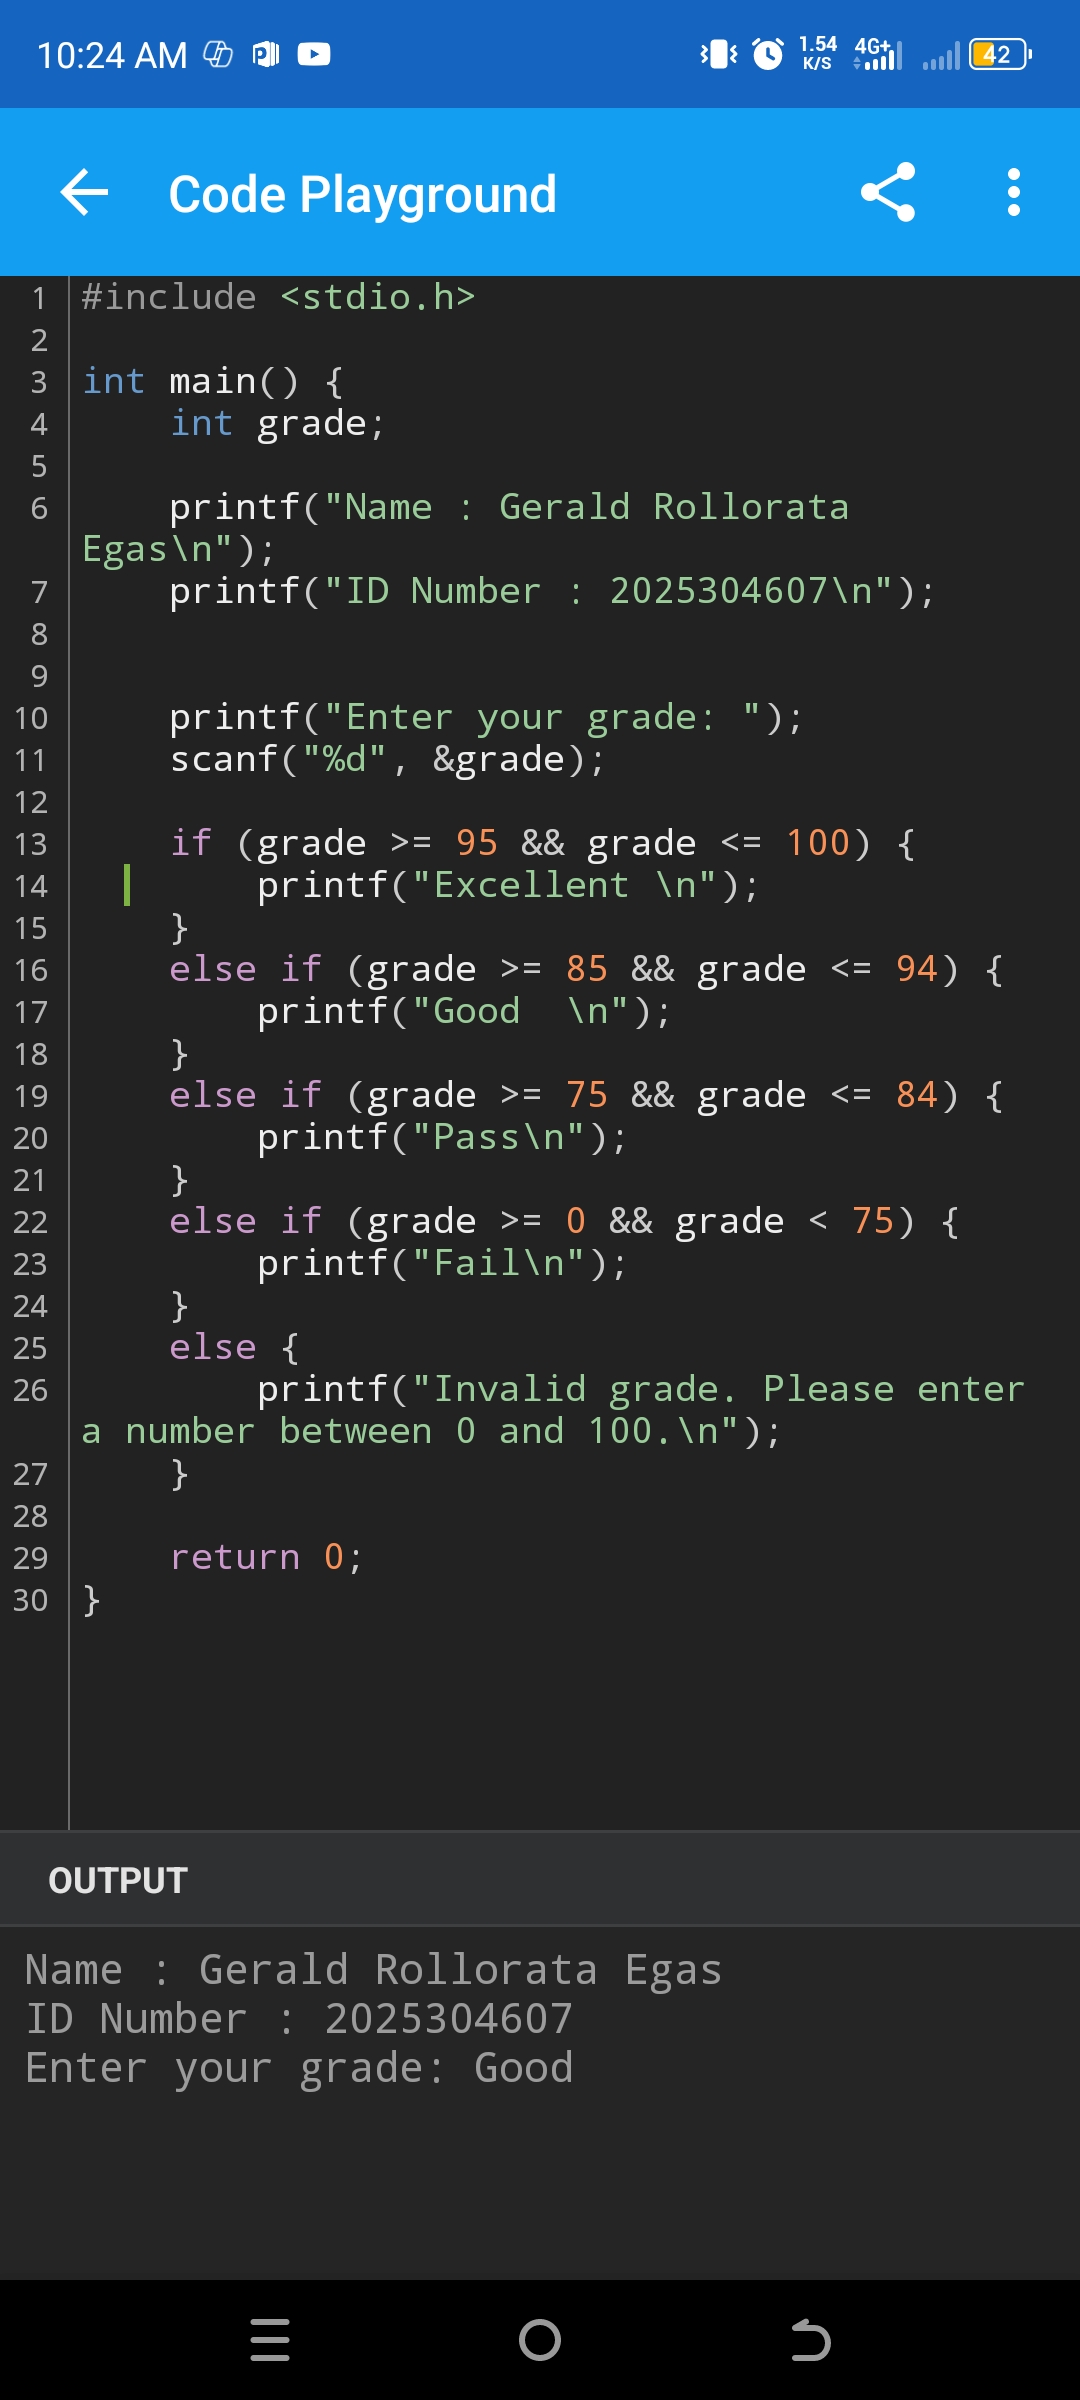 10:24 AM
1.54
K/S
4G+
42
Code Playground
1 #include <stdio.h>
2
3 int main() {
4     int grade;
5
6     printf("Name : Gerald Rollorata
Egas\n");
7     printf("ID Number : 2025304607\n");
8
9
10     printf("Enter your grade: ");
11     scanf("%d", &grade);
12
13     if (grade >= 95 && grade <= 100) {
14         printf("Excellent \n");
15     }
16     else if (grade >= 85 && grade <= 94) {
17         printf("Good  \n");
18     }
19     else if (grade >= 75 && grade <= 84) {
20         printf("Pass\n");
21     }
22     else if (grade >= 0 && grade < 75) {
23         printf("Fail\n");
24     }
25     else {
26         printf("Invalid grade. Please enter
a number between 0 and 100.\n");
27     }
28
29     return 0;
30 }
OUTPUT
Name : Gerald Rollorata Egas
ID Number : 2025304607
Enter your grade: Good